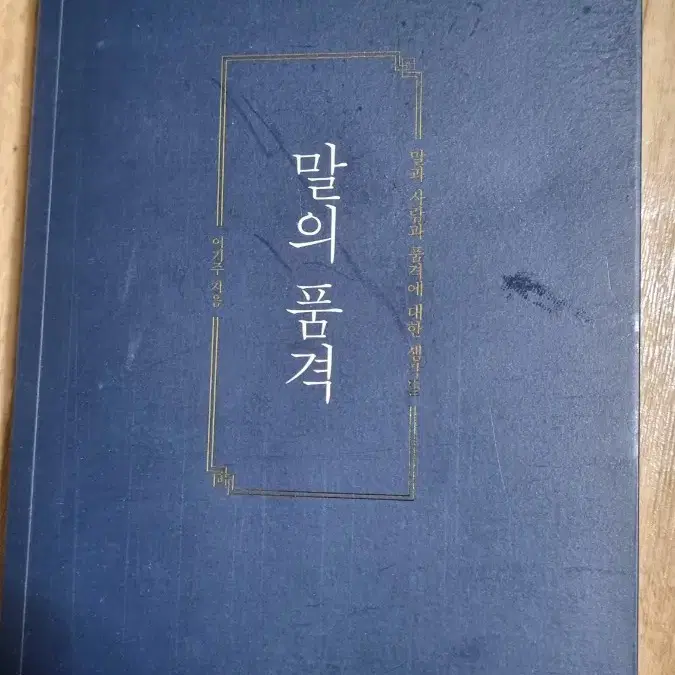 말과 사람과 품격에 대한 생각들
말의 품격
이기주 지음